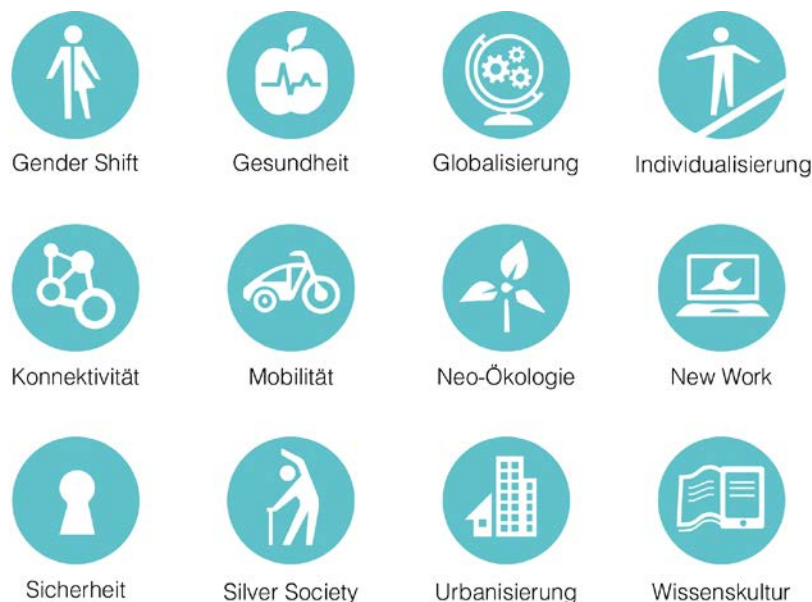 Gender Shift
Gesundheit
Globalisierung
Individualisierung
Konnektivität
Mobilität
Neo-Ökologie
New Work
Sicherheit
Silver Society
Urbanisierung
Wissenskultur